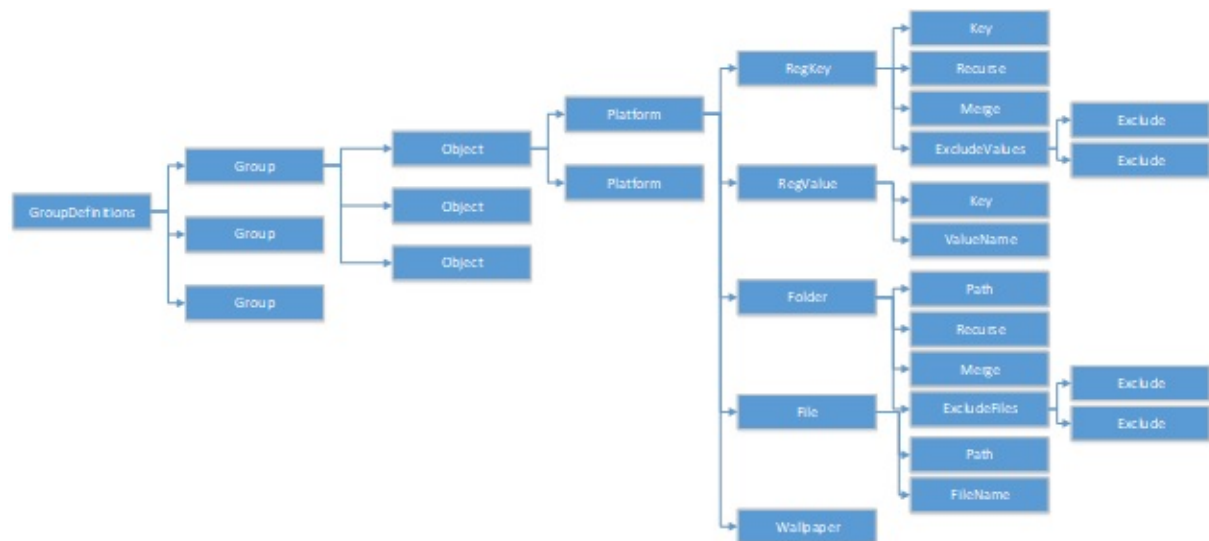 GroupDefinitions
Group
Group
Group
Object
Object
Object
Platform
Platform
RegKey
RegValue
Folder
File
Wallpaper
Key
Recurse
Merge
ExcludeValues
Key
ValueName
Path
Recurse
Merge
ExcludeFiles
Path
FileName
Exclude
Exclude
Exclude
Exclude